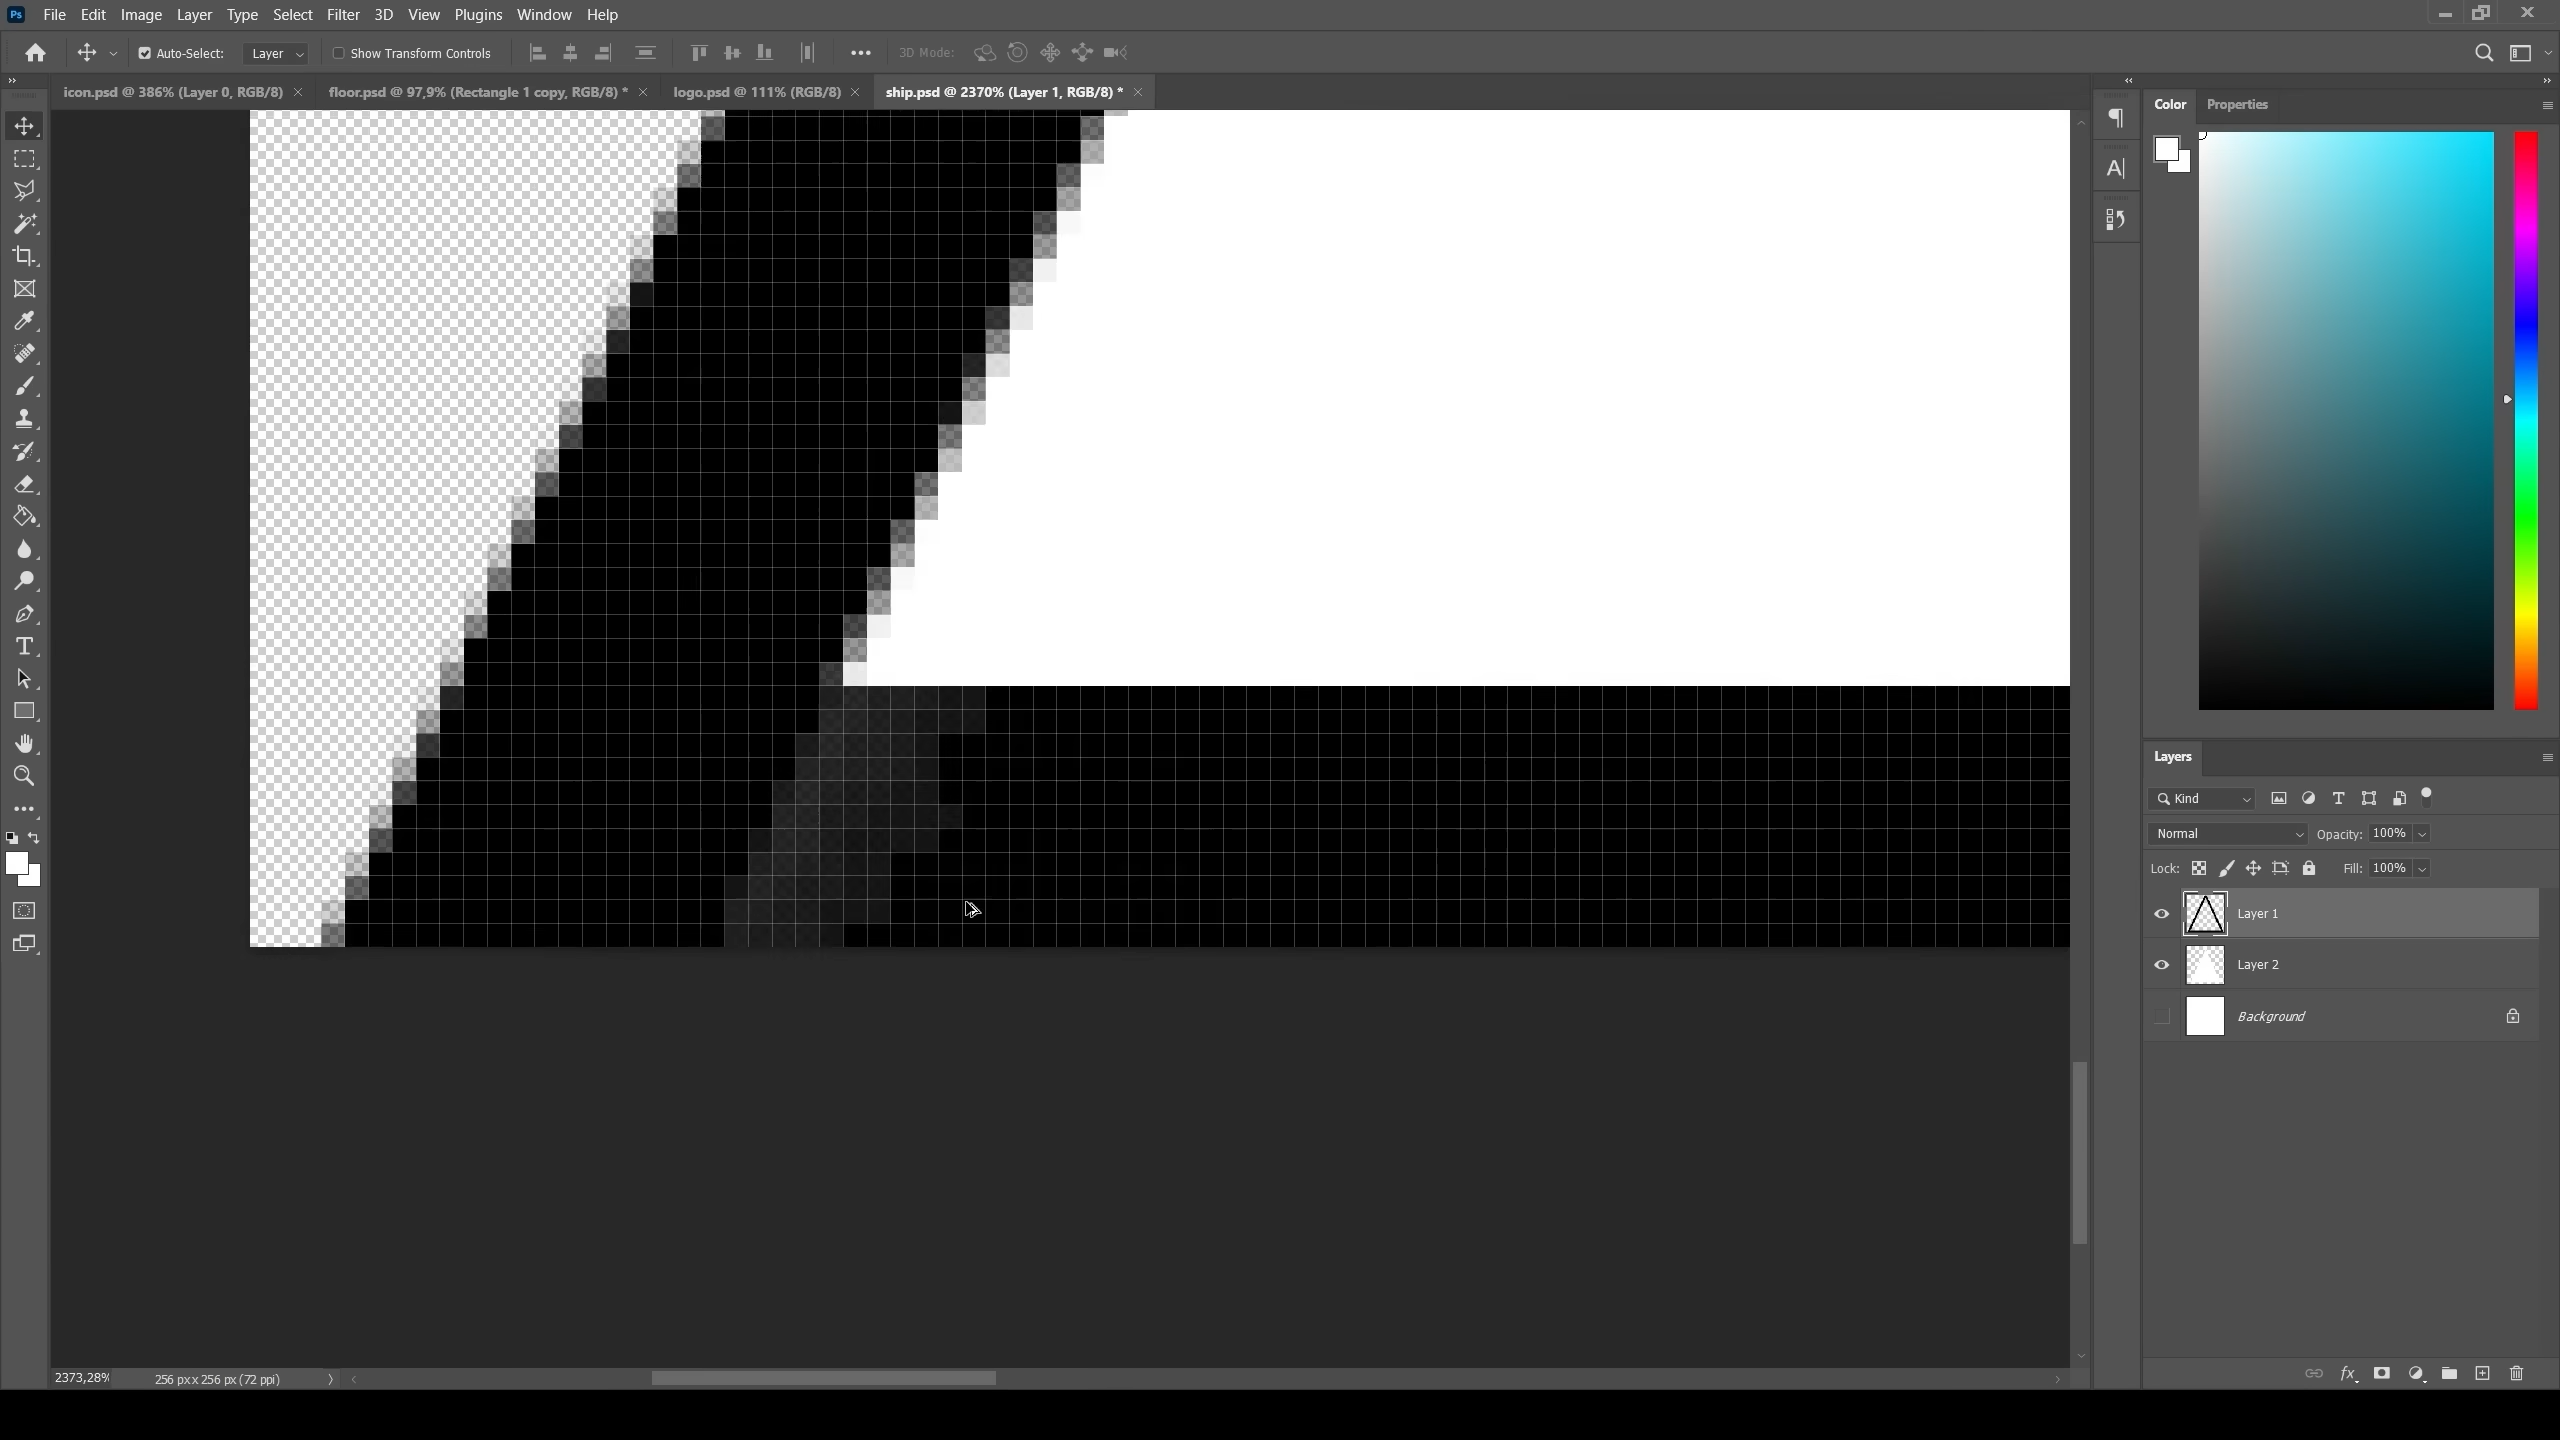 Ps File Edit Image Layer Type Select Filter 3D View Plugins Window Help
Auto-Select: Layer Show Transform Controls 3D Mode:
icon.psd @ 386% (Layer 0, RGB/8) floor.psd @ 97,9% (Rectangle 1 copy, RGB/8) * logo.psd @ 111% (RGB/8) ship.psd @ 2370% (Layer 1, RGB/8) *
Color Properties
Layers
Kind
Normal Opacity: 100%
Lock: Fill: 100%
Layer 1
Layer 2
Background
2373,28% 256 px x 256 px (72 ppi)